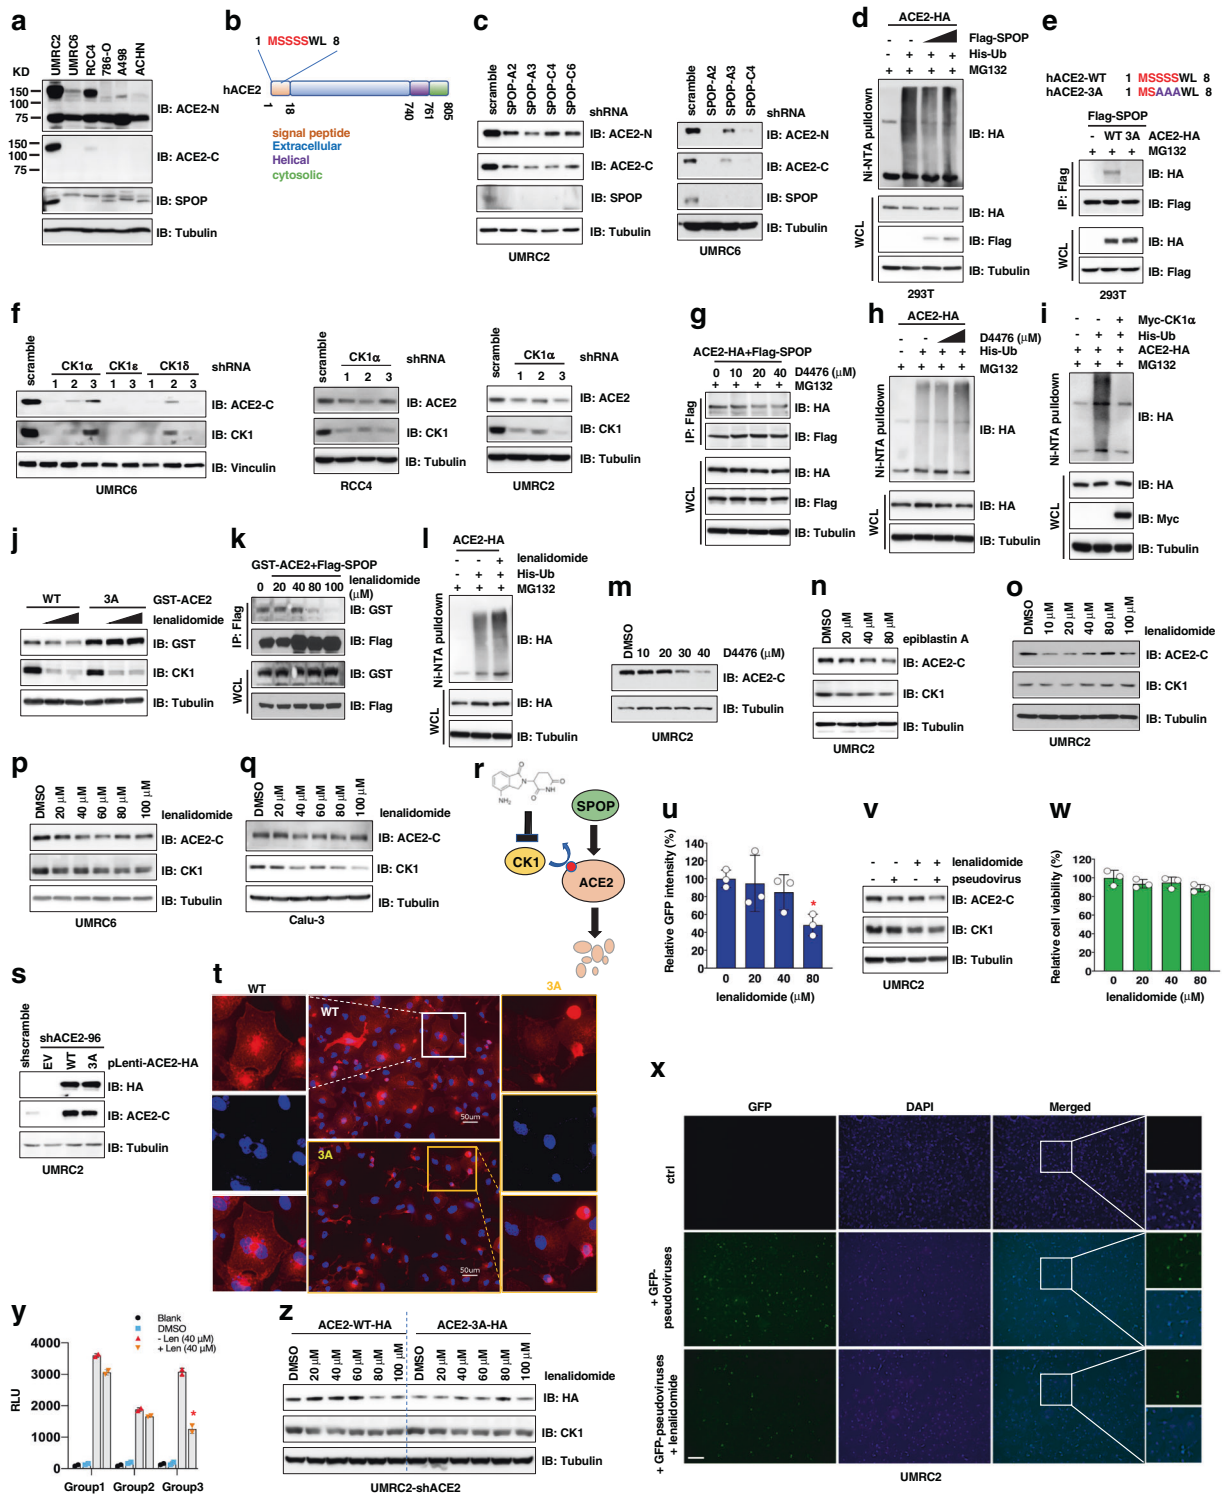 a
UMRC2
UMRC6
RCC4
786-O
A498
ACHN
KD
150
100
75
IB: ACE2-N
150
100
75
IB: ACE2-C
IB: SPOP
IB: Tubulin
b
1 MSSSSWL 8
hACE2
1
18
740
761
805
signal peptide
Extracellular
Helical
cytosolic
c
scramble
SPOP-A2
SPOP-A3
SPOP-C4
SPOP-C6
shRNA
IB: ACE2-N
IB: ACE2-C
IB: SPOP
IB: Tubulin
UMRC2
scramble
SPOP-A2
SPOP-A3
SPOP-C4
shRNA
IB: ACE2-N
IB: ACE2-C
IB: SPOP
IB: Tubulin
UMRC6
d
ACE2-HA
- - Flag-SPOP
- + + + His-Ub
+ + + + MG132
Ni-NTA pulldown
IB: HA
WCL
IB: HA
IB: Flag
IB: Tubulin
293T
e
hACE2-WT 1 MSSSSWL 8
hACE2-3A 1 MSAAAWL 8
Flag-SPOP
- WT 3A ACE2-HA
+ + + MG132
IP: Flag
IB: HA
IB: Flag
WCL
IB: HA
IB: Flag
293T
f
scramble
CK1α CK1ε CK1δ
1 2 3 1 3 1 2 3
shRNA
IB: ACE2-C
IB: CK1
IB: Vinculin
UMRC6
scramble
CK1α
1 2 3
shRNA
IB: ACE2
IB: CK1
IB: Tubulin
RCC4
scramble
CK1α
1 2 3
shRNA
IB: ACE2
IB: CK1
IB: Tubulin
UMRC2
g
ACE2-HA+Flag-SPOP
0 10 20 40 D4476 (μM)
+ + + + MG132
IP: Flag
IB: HA
IB: Flag
WCL
IB: HA
IB: Flag
IB: Tubulin
h
ACE2-HA
- - D4476 (μM)
- + + + His-Ub
+ + + + MG132
Ni-NTA pulldown
IB: HA
WCL
IB: HA
IB: Tubulin
i
- - + Myc-CK1α
- + + His-Ub
+ + + ACE2-HA
+ + + MG132
Ni-NTA pulldown
IB: HA
WCL
IB: HA
IB: Myc
IB: Tubulin
j
WT 3A GST-ACE2
lenalidomide
IB: GST
IB: CK1
IB: Tubulin
k
GST-ACE2+Flag-SPOP
0 20 40 80 100 lenalidomide (μM)
IP: Flag
IB: GST
IB: Flag
WCL
IB: GST
IB: Flag
l
ACE2-HA
- - + lenalidomide
- + + His-Ub
+ + + MG132
Ni-NTA pulldown
IB: HA
WCL
IB: HA
IB: Tubulin
m
DMSO
10 20 30 40 D4476 (μM)
IB: ACE2-C
IB: Tubulin
UMRC2
n
DMSO
20 μM
40 μM
80 μM
epiblastin A
IB: ACE2-C
IB: CK1
IB: Tubulin
UMRC2
o
DMSO
10 μM
20 μM
40 μM
80 μM
100 μM
lenalidomide
IB: ACE2-C
IB: CK1
IB: Tubulin
UMRC2
p
DMSO
20 μM
40 μM
60 μM
80 μM
100 μM
lenalidomide
IB: ACE2-C
IB: CK1
IB: Tubulin
UMRC6
q
DMSO
20 μM
40 μM
60 μM
80 μM
100 μM
lenalidomide
IB: ACE2-C
IB: CK1
IB: Tubulin
Calu-3
r
O
O
N
NH
O
NH₂
SPOP
CK1
ACE2
u
Relative GFP intensity (%)
140
120
100
80
60
40
20
0
*
0 20 40 80
lenalidomide (μM)
v
- - + + lenalidomide
- + - + pseudovirus
IB: ACE2-C
IB: CK1
IB: Tubulin
UMRC2
w
Relative cell viability (%)
120
100
80
60
40
20
0
0 20 40 80
lenalidomide (μM)
s
shscramble
shACE2-96
EV
WT
3A
pLenti-ACE2-HA
IB: HA
IB: ACE2-C
IB: Tubulin
UMRC2
t
WT
WT
3A
50um
3A
50um
x
GFP DAPI Merged
ctrl
+ GFP-pseudoviruses
+ GFP-pseudoviruses + lenalidomide
UMRC2
y
Blank
DMSO
- Len (40 μM)
+ Len (40 μM)
RLU
4000
3000
2000
1000
0
*
Group1 Group2 Group3
z
ACE2-WT-HA ACE2-3A-HA
DMSO
20 μM
40 μM
60 μM
80 μM
100 μM
DMSO
20 μM
40 μM
60 μM
80 μM
100 μM
lenalidomide
IB: HA
IB: CK1
IB: Tubulin
UMRC2-shACE2